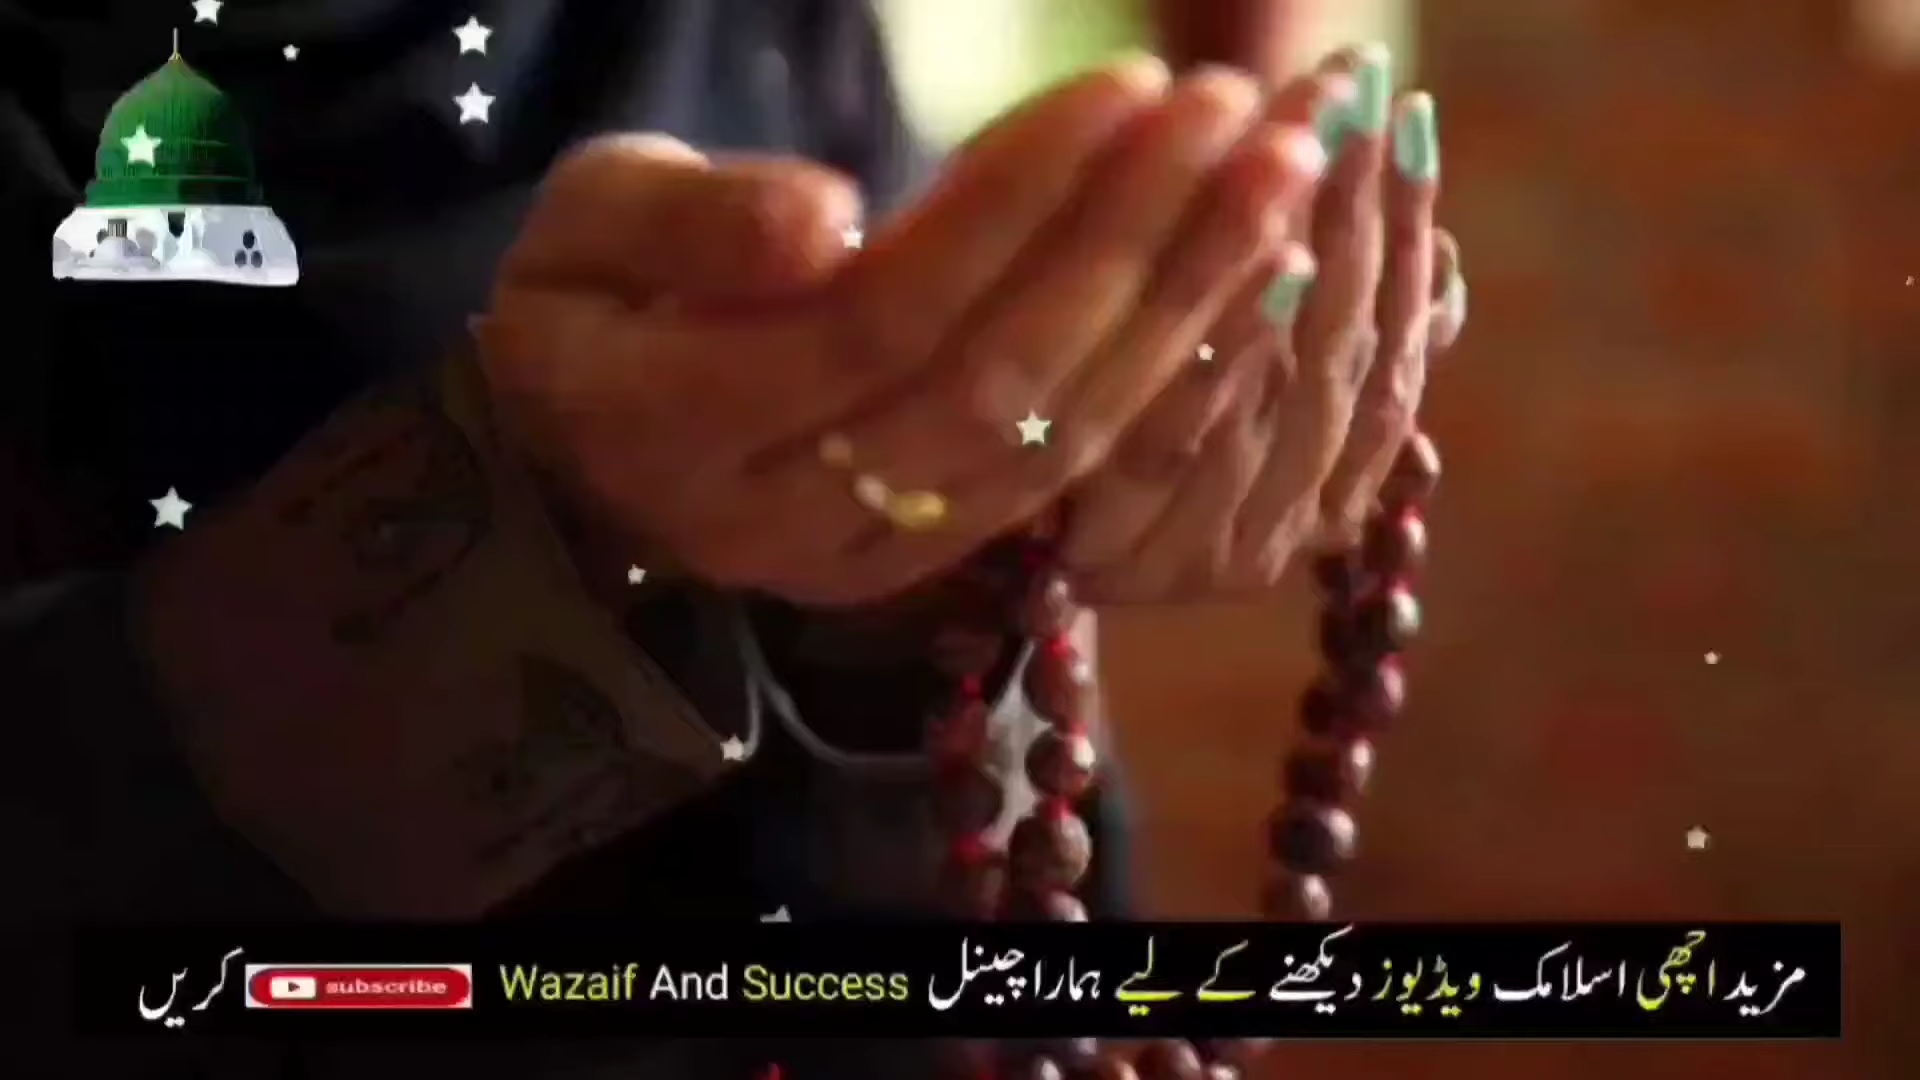 مزید اچھی اسلامک ویڈیوز دیکھنے کے لیے ہمارا چینل Wazaif And Success subscribe کریں